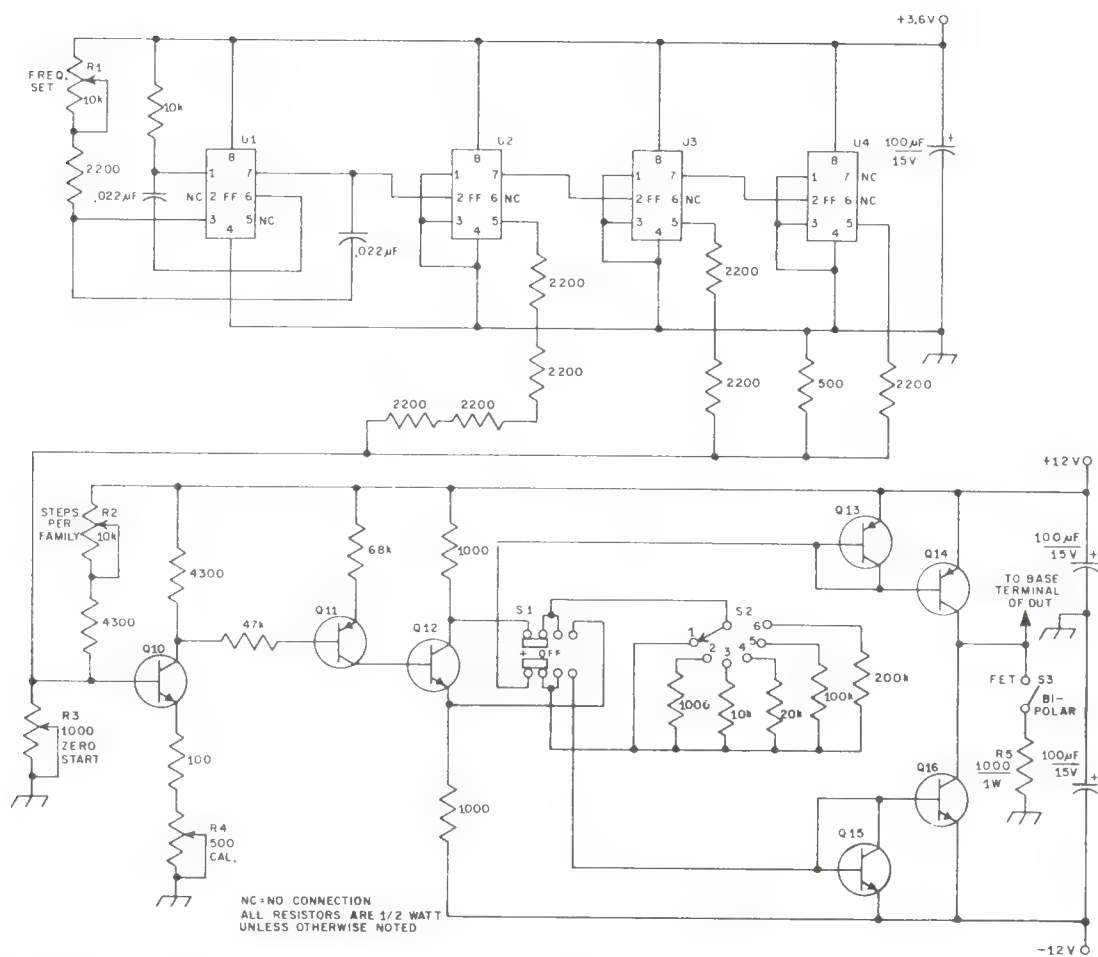 +3.6V
FREQ. SET
R1
10k
10k
2200
.022µF
U1
8
1
7
NC
2
FF
6
3
5
NC
4
.022µF
U2
8
1
7
2
FF
6
NC
3
5
4
U3
8
1
7
2
FF
6
NC
3
5
4
U4
8
1
7
NC
2
FF
6
NC
3
5
4
100µF
15V
2200
2200
2200
2200
2200
2200
500
2200
+12V
STEPS PER FAMILY
R2
10k
4300
4300
47k
68k
1000
Q10
Q11
Q12
Q13
Q14
Q15
Q16
S1
+
OFF
S2
1
2
3
4
5
6
1000
10k
20k
100k
200k
TO BASE TERMINAL OF DUT
100µF
15V
FET
S3
BI-POLAR
R5
1000
1W
100µF
15V
R3
1000
ZERO START
100
R4
500
CAL.
1000
NC=NO CONNECTION
ALL RESISTORS ARE 1/2 WATT
UNLESS OTHERWISE NOTED
-12V